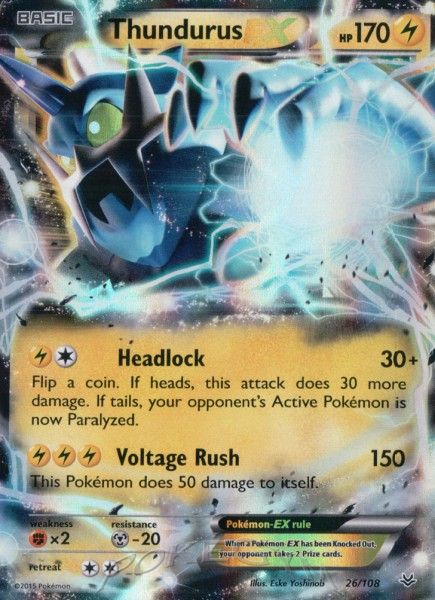 BASIC
Thundurus EX HP 170
Headlock 30+
Flip a coin. If heads, this attack does 30 more
damage. If tails, your opponent's Active Pokémon is
now Paralyzed.
Voltage Rush 150
This Pokémon does 50 damage to itself.
weakness resistance
×2 -20
retreat
Pokémon-EX rule
When a Pokémon-EX has been Knocked Out,
your opponent takes 2 Prize cards.
©2015 Pokémon Illus. Eske Yoshinob 26/108